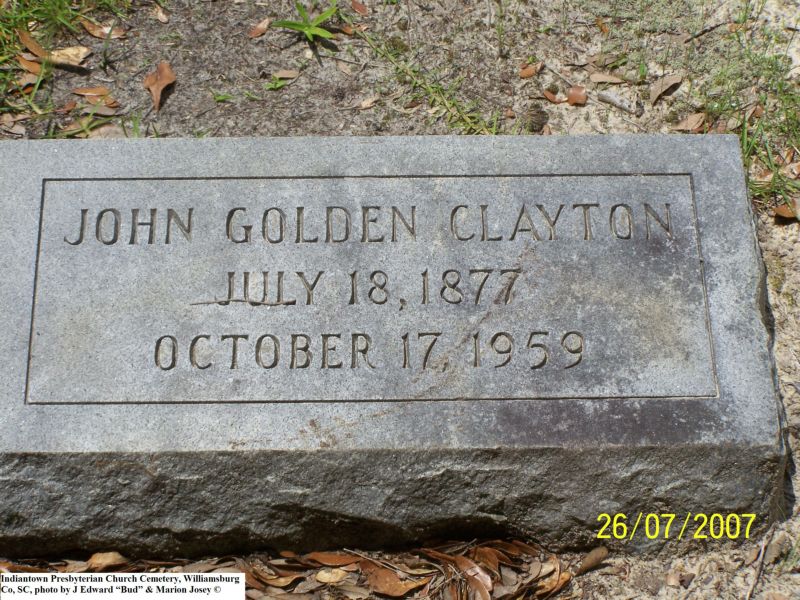 JOHN GOLDEN CLAYTON
JULY 18, 1877
OCTOBER 17, 1959
26/07/2007
Indiantown Presbyterian Church Cemetery, Williamsburg
Co, SC, photo by J Edward “Bud” & Marion Josey ©